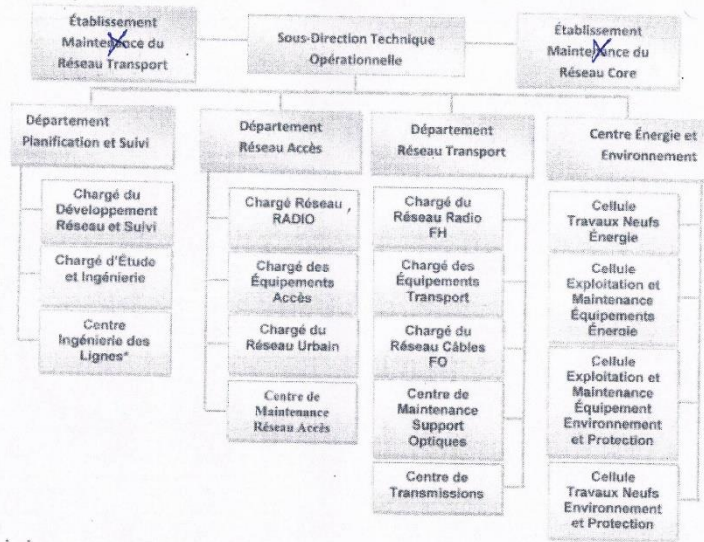 Établissement
Maintenance du
Réseau Transport
Sous-Direction Technique
Opérationnelle
Établissement
Maintenance du
Réseau Core
Département
Planification et Suivi
Chargé du
Développement
Réseau et Suivi
Chargé d'Étude
et Ingénierie
Centre
Ingénierie des
Lignes*
Département
Réseau Accès
Chargé Réseau
RADIO
Chargé des
Équipements
Accès
Chargé du
Réseau Urbain
Centre de
Maintenance
Réseau Accès
Département
Réseau Transport
Chargé du
Réseau Radio
FH
Chargé des
Équipements
Transport
Chargé du
Réseau Câbles
FO
Centre de
Maintenance
Support
Optiques
Centre de
Transmissions
Centre Énergie et
Environnement
Cellule
Travaux Neufs
Énergie
Cellule
Exploitation et
Maintenance
Équipements
Énergie
Cellule
Exploitation et
Maintenance
Équipement
Environnement
et Protection
Cellule
Travaux Neufs
Environnement
et Protection